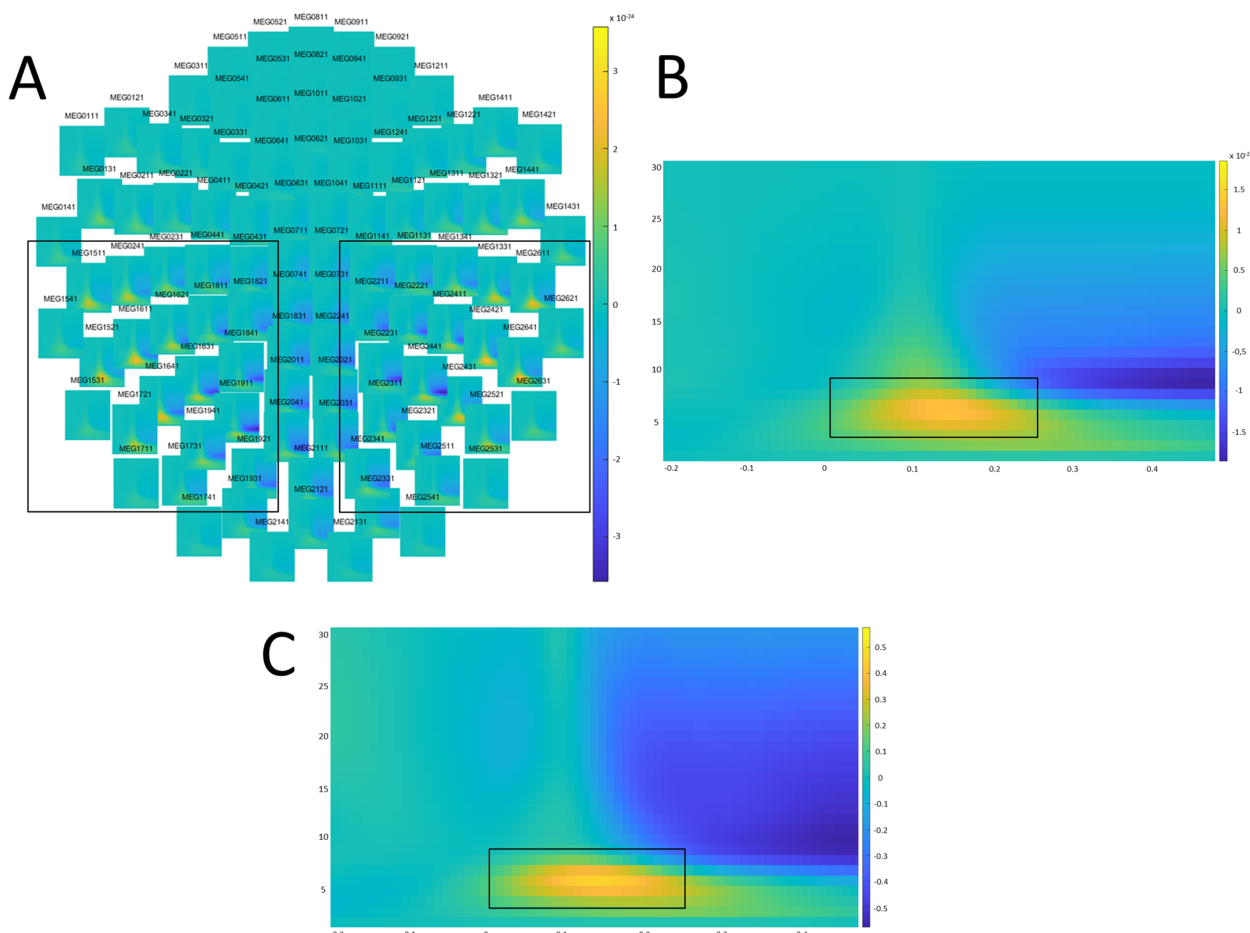 A
x 10-24
MEG0811
MEG0521 MEG0911
MEG0511 MEG0921
MEG0821
MEG0531 MEG0941
MEG0311 MEG1211
MEG0541 MEG0931
MEG1011
MEG0121 MEG0611 MEG1021 MEG1411
MEG0111 MEG0341 MEG0321 MEG1231 MEG1221 MEG1421
MEG0331 MEG1241
MEG0641 MEG0621 MEG1031
MEG0131 MEG0211 MEG0221 MEG0411 MEG0421 MEG0631 MEG1041 MEG1111 MEG1121 MEG1311 MEG1321 MEG1441
MEG0141 MEG1431
MEG0231 MEG0441 MEG0431 MEG0711 MEG0721 MEG1141 MEG1131 MEG1341
MEG1511 MEG0241 MEG1331 MEG2611
MEG1541 MEG1621 MEG1811 MEG1821 MEG0741 MEG0731 MEG2211 MEG2221 MEG2411 MEG2621
MEG1521 MEG1611 MEG1831 MEG2241 MEG2421 MEG2641
MEG1841 MEG2231
MEG1631 MEG2441
MEG1531 MEG1641 MEG2011 MEG2021 MEG2431 MEG2631
MEG1721 MEG1911 MEG2311 MEG2521
MEG1941 MEG2041 MEG2031 MEG2321
MEG1711 MEG1731 MEG1921 MEG2111 MEG2341 MEG2511 MEG2531
MEG1931 MEG2331
MEG1741 MEG2121 MEG2541
MEG2141 MEG2131
3
2
1
0
-1
-2
-3
B
x 10-2
30
25
20
15
10
5
-0.2 -0.1 0 0.1 0.2 0.3 0.4
1.5
1
0.5
0
-0,5
-1
-1.5
C
30
25
20
15
10
5
0.5
0.4
0.3
0.2
0.1
0
-0.1
-0.2
-0.3
-0.4
-0.5